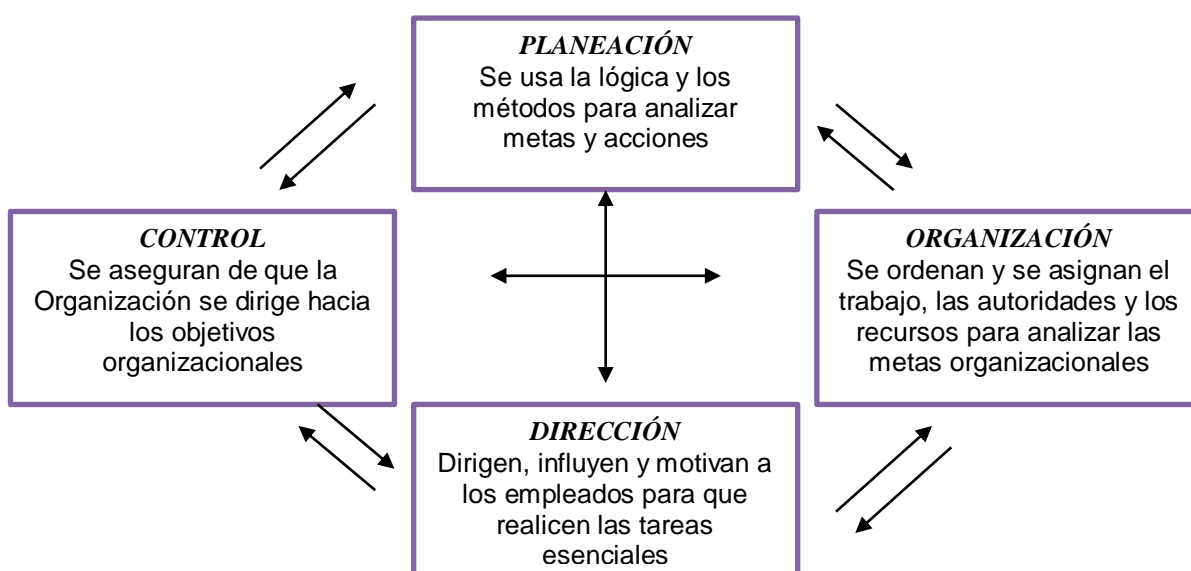 PLANEACIÓN
Se usa la lógica y los
métodos para analizar
metas y acciones
CONTROL
Se aseguran de que la
Organización se dirige hacia
los objetivos
organizacionales
ORGANIZACIÓN
Se ordenan y se asignan el
trabajo, las autoridades y los
recursos para analizar las
metas organizacionales
DIRECCIÓN
Dirigen, influyen y motivan a
los empleados para que
realicen las tareas
esenciales